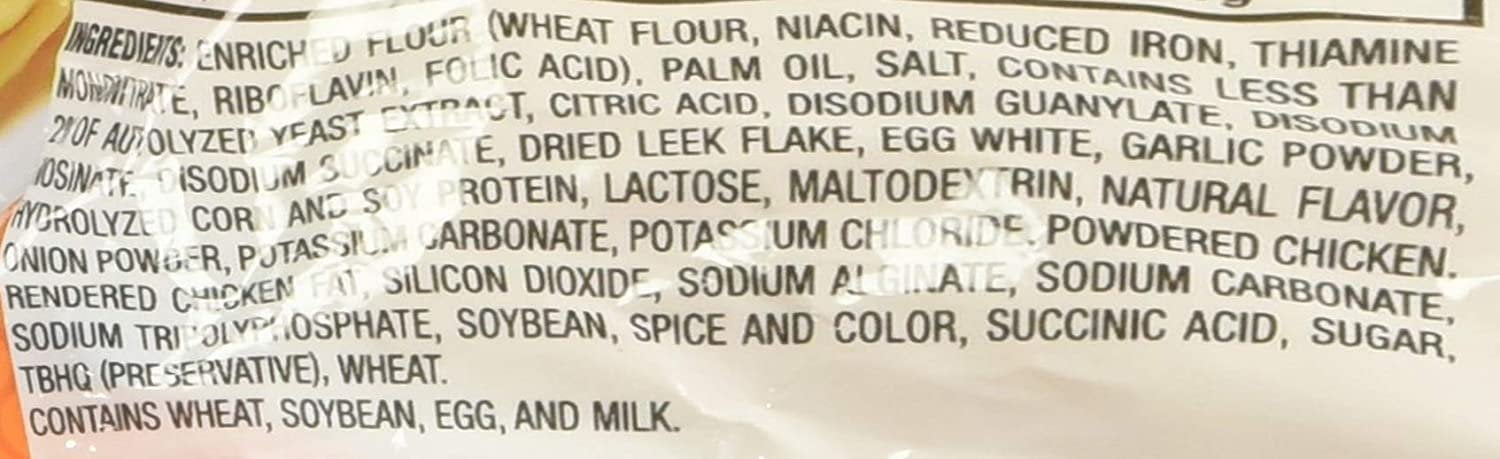 INGREDIENTS: ENRICHED FLOUR (WHEAT FLOUR, NIACIN, REDUCED IRON, THIAMINE
MONONITRATE, RIBOFLAVIN, FOLIC ACID), PALM OIL, SALT, CONTAINS LESS THAN
2% OF AUTOLYZED YEAST EXTRACT, CITRIC ACID, DISODIUM GUANYLATE, DISODIUM
INOSINATE, DISODIUM SUCCINATE, DRIED LEEK FLAKE, EGG WHITE, GARLIC POWDER,
HYDROLYZED CORN AND SOY PROTEIN, LACTOSE, MALTODEXTRIN, NATURAL FLAVOR,
ONION POWDER, POTASSIUM CARBONATE, POTASSIUM CHLORIDE, POWDERED CHICKEN,
RENDERED CHICKEN FAT, SILICON DIOXIDE, SODIUM ALGINATE, SODIUM CARBONATE,
SODIUM TRIPOLYPHOSPHATE, SOYBEAN, SPICE AND COLOR, SUCCINIC ACID, SUGAR,
TBHQ (PRESERVATIVE), WHEAT.
CONTAINS WHEAT, SOYBEAN, EGG, AND MILK.